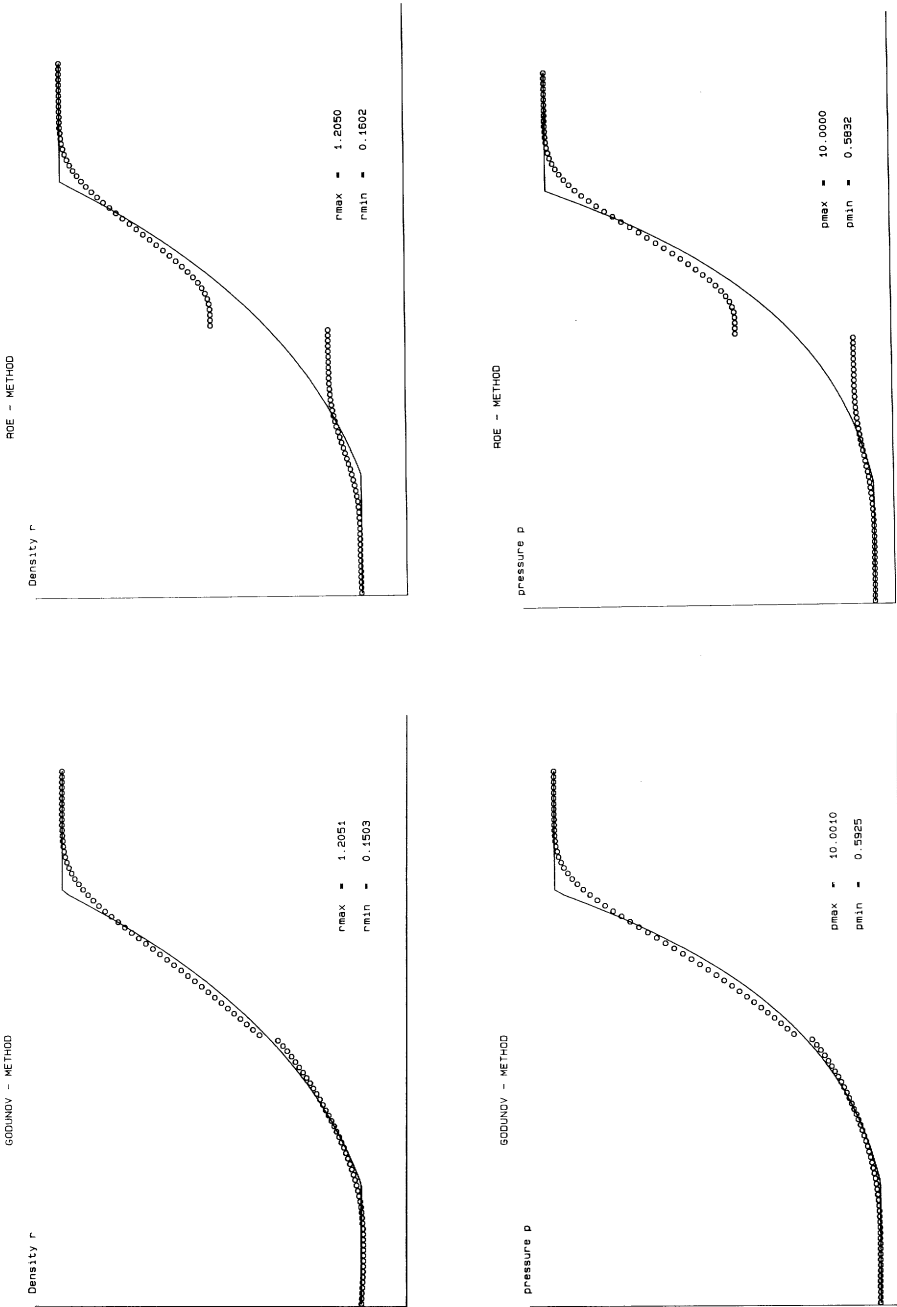 ROE - METHOD
Density r
rmax = 1.2050
rmin = 0.1602
ROE - METHOD
pressure p
pmax = 10.0000
pmin = 0.5832
GODUNOV - METHOD
Density r
rmax = 1.2051
rmin = 0.1503
GODUNOV - METHOD
pressure p
pmax = 10.0010
pmin = 0.5925